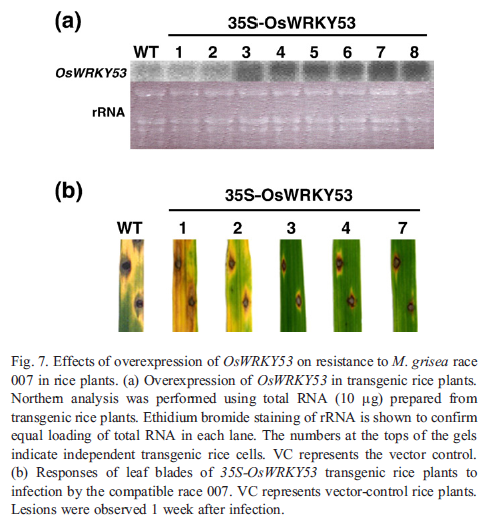 (a)
35S-OsWRKY53
WT 1 2 3 4 5 6 7 8
OsWRKY53
rRNA
(b)
35S-OsWRKY53
WT 1 2 3 4 7
Fig. 7. Effects of overexpression of OsWRKY53 on resistance to M. grisea race
007 in rice plants. (a) Overexpression of OsWRKY53 in transgenic rice plants.
Northern analysis was performed using total RNA (10 μg) prepared from
transgenic rice plants. Ethidium bromide staining of rRNA is shown to confirm
equal loading of total RNA in each lane. The numbers at the tops of the gels
indicate independent transgenic rice cells. VC represents the vector control.
(b) Responses of leaf blades of 35S-OsWRKY53 transgenic rice plants to
infection by the compatible race 007. VC represents vector-control rice plants.
Lesions were observed 1 week after infection.